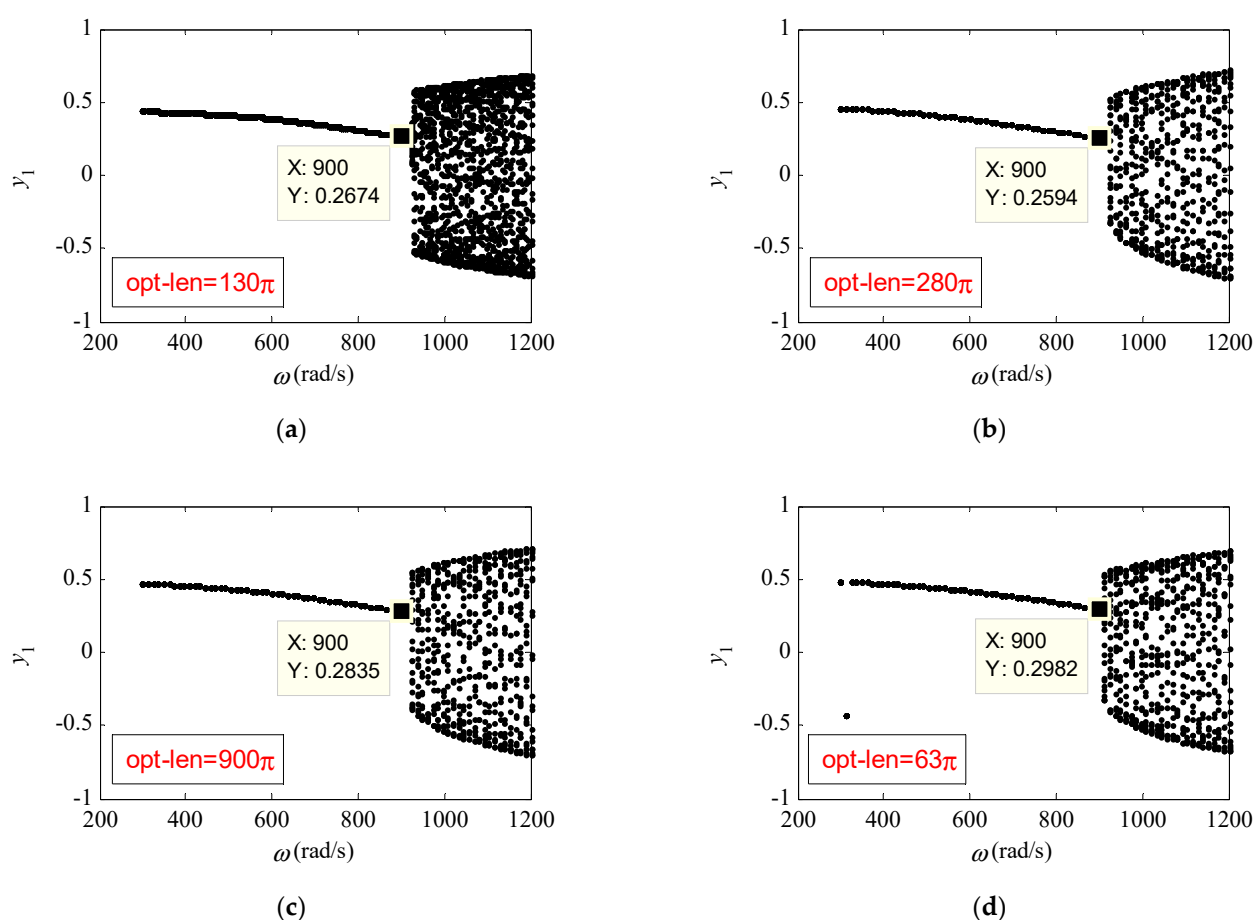 1
0.5
0
-0.5
-1
y₁
X: 900
Y: 0.2674
opt-len=130π
200 400 600 800 1000 1200
ω (rad/s)
(a)
1
0.5
0
-0.5
-1
y₁
X: 900
Y: 0.2594
opt-len=280π
200 400 600 800 1000 1200
ω (rad/s)
(b)
1
0.5
0
-0.5
-1
y₁
X: 900
Y: 0.2835
opt-len=900π
200 400 600 800 1000 1200
ω (rad/s)
(c)
1
0.5
0
-0.5
-1
y₁
X: 900
Y: 0.2982
opt-len=63π
200 400 600 800 1000 1200
ω (rad/s)
(d)